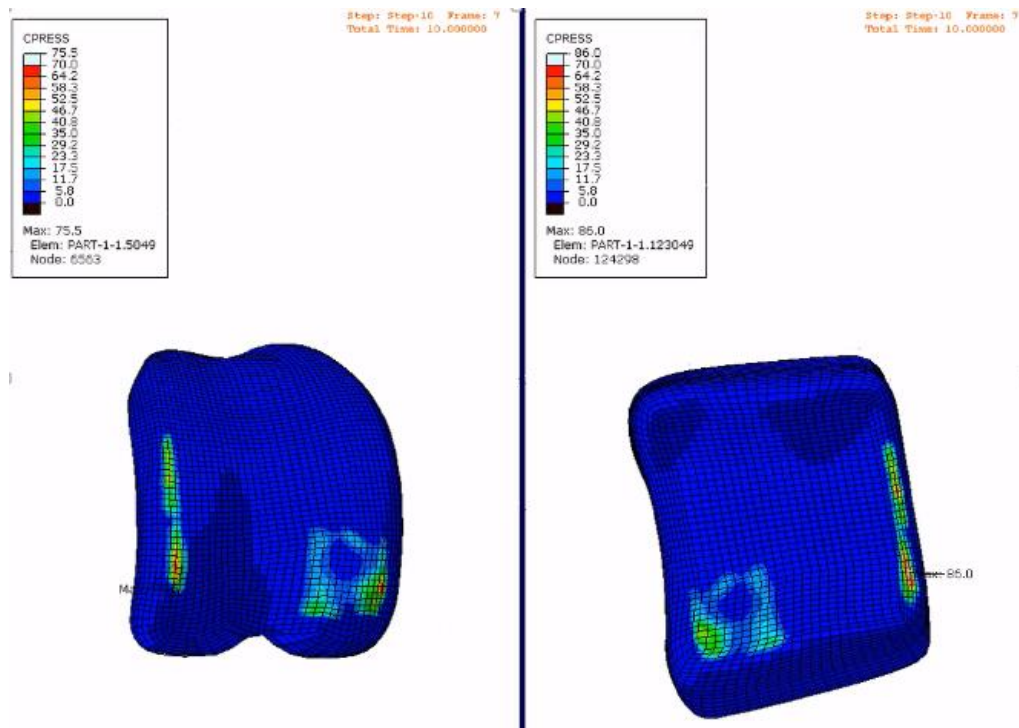 Step: Step-10 Frame: 7
Total Time: 10.000000
CPRESS
75.5
70.0
64.2
58.3
52.5
46.7
40.8
35.0
29.2
23.3
17.5
11.7
5.8
0.0
Max: 75.5
Elem: PART-1-1.5049
Node: 6563
Step: Step-10 Frame: 7
Total Time: 10.000000
CPRESS
86.0
70.0
64.2
58.3
52.5
46.7
40.8
35.0
29.2
23.3
17.5
11.7
5.8
0.0
Max: 86.0
Elem: PART-1-1.123049
Node: 124298
86.0